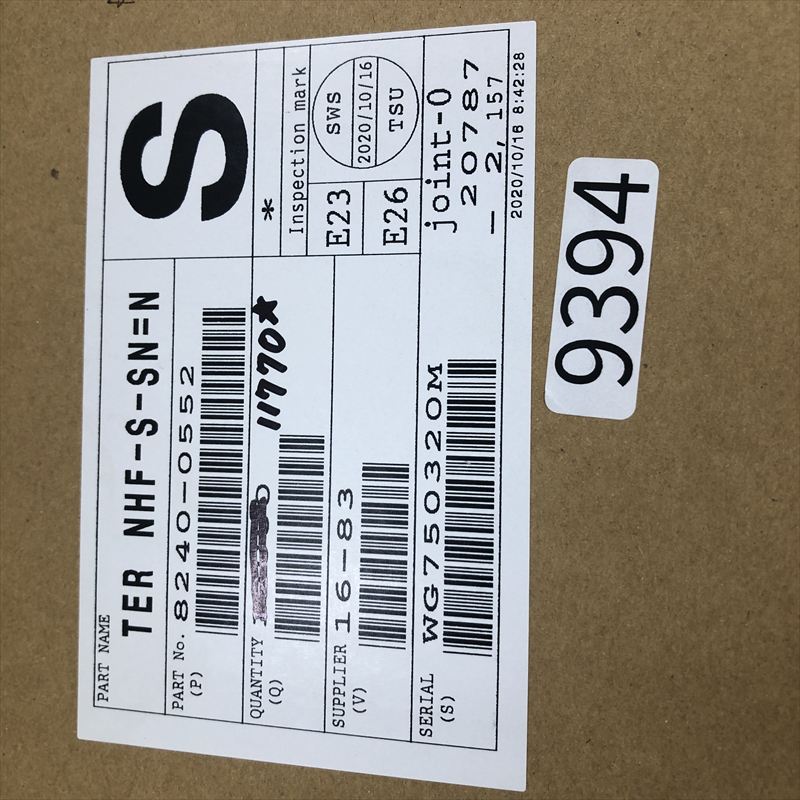 PART NAME
TER NHF-S-SN=N
S
PART No.
(P)
8240-0552
*
QUANTITY
(Q)
11770*
Inspection mark
SWS
2020/10/16
TSU
E23
E26
SUPPLIER
(V)
16-83
SERIAL
(S)
WG750320M
joint-0
-20787
-2,157
2020/10/16 8:42:28
9394